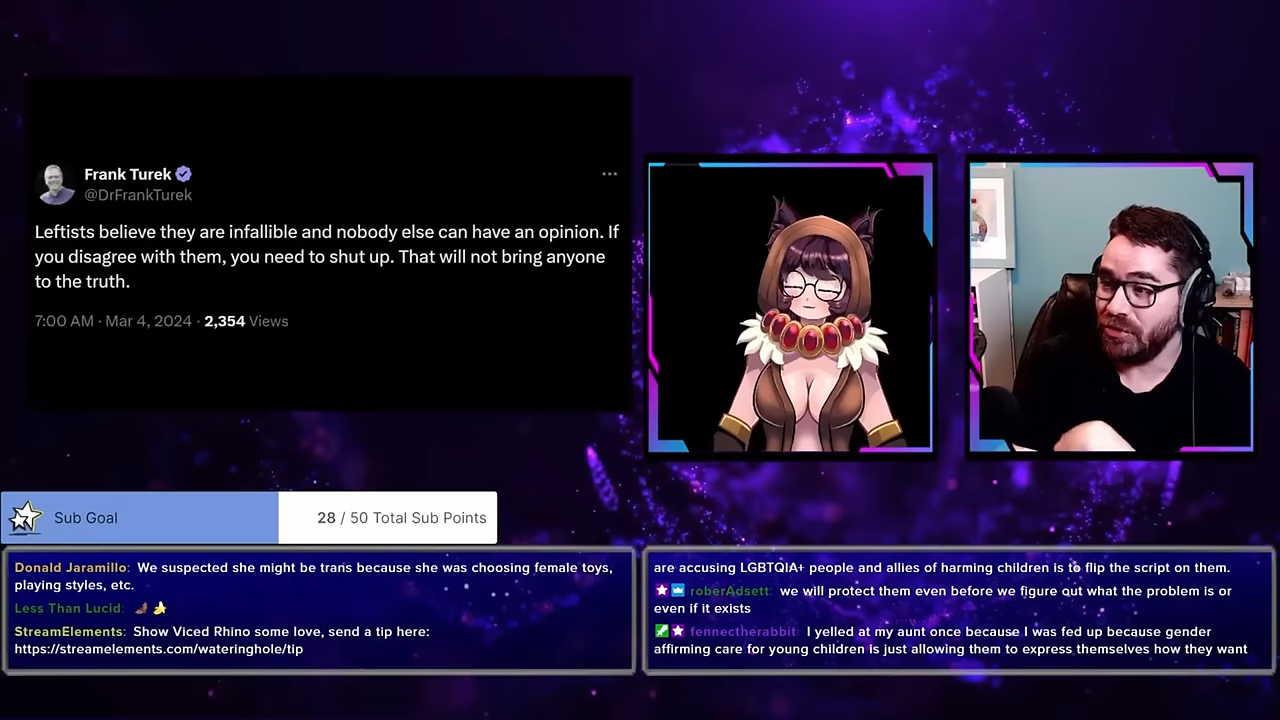 Frank Turek
@DrFrankTurek
Leftists believe they are infallible and nobody else can have an opinion. If
you disagree with them, you need to shut up. That will not bring anyone
to the truth.
7:00 AM · Mar 4, 2024 · 2,354 Views
Sub Goal
28 / 50 Total Sub Points
Donald Jaramillo: We suspected she might be trans because she was choosing female toys,
playing styles, etc.
Less Than Lucid:
StreamElements: Show Viced Rhino some love, send a tip here:
https://streamelements.com/wateringhole/tip
are accusing LGBTQIA+ people and allies of harming children is to flip the script on them.
roberAdsett: we will protect them even before we figure out what the problem is or
even if it exists
fennectherabbit: I yelled at my aunt once because I was fed up because gender
affirming care for young children is just allowing them to express themselves how they want